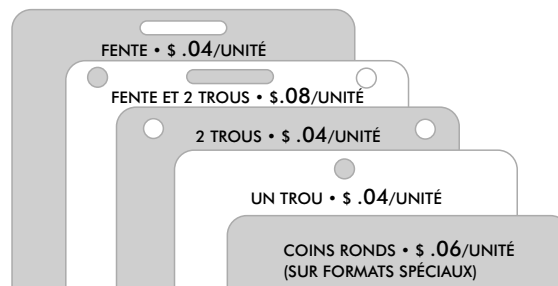 FENTE • $ .04/UNITÉ
FENTE ET 2 TROUS • $.08/UNITÉ
2 TROUS • $ .04/UNITÉ
UN TROU • $ .04/UNITÉ
COINS RONDS • $ .06/UNITÉ
(SUR FORMATS SPÉCIAUX)